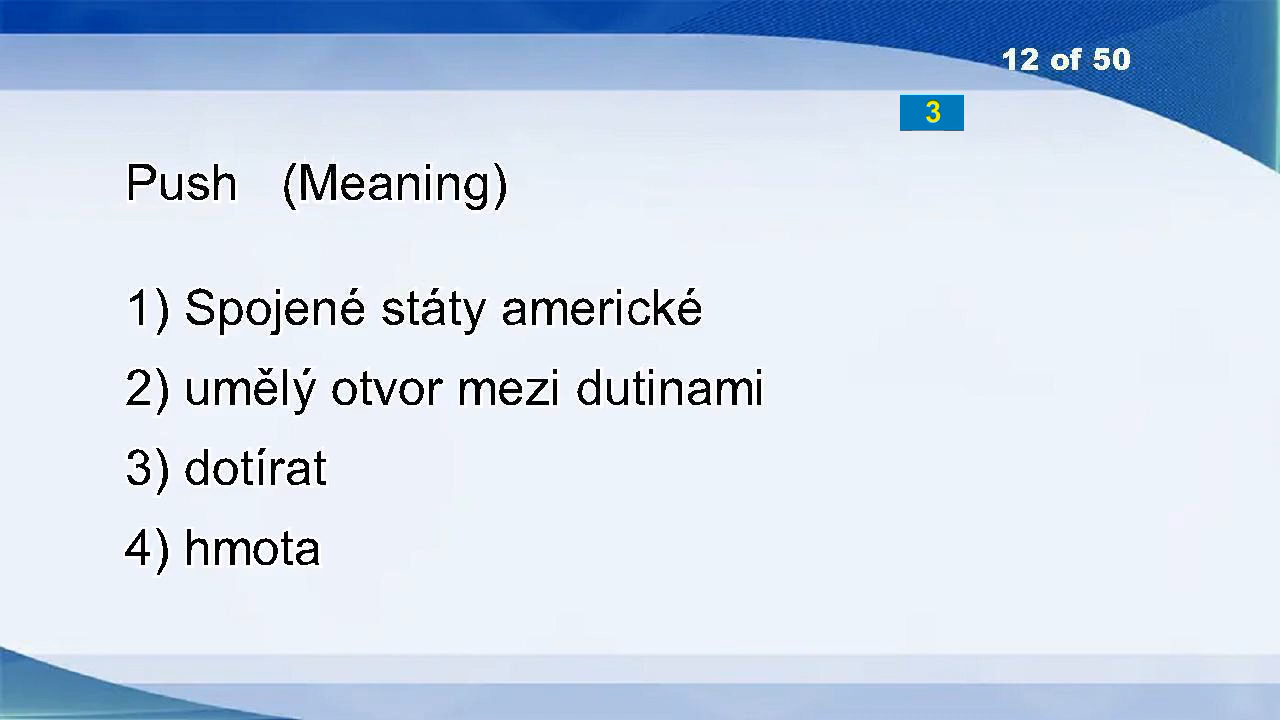 12 of 50
3
Push (Meaning)
1) Spojené státy americké
2) umělý otvor mezi dutinami
3) dotírat
4) hmota